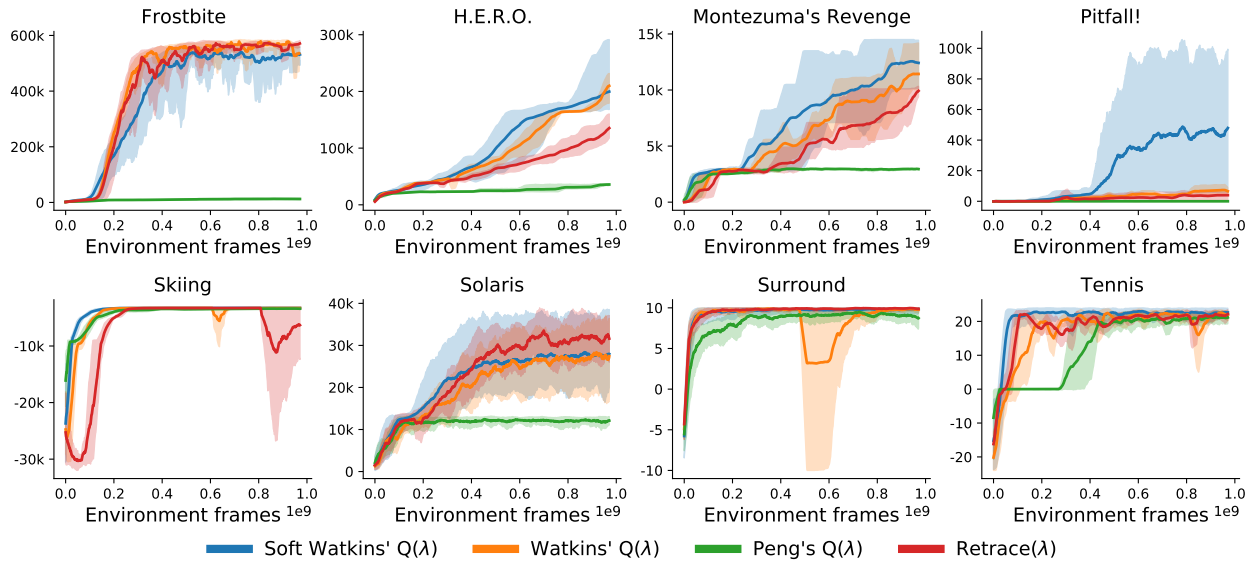 Frostbite
H.E.R.O.
Montezuma's Revenge
Pitfall!
600k
400k
200k
0
0.0 0.2 0.4 0.6 0.8 1.0
Environment frames 1e9
300k
200k
100k
0
0.0 0.2 0.4 0.6 0.8 1.0
Environment frames 1e9
15k
10k
5k
0
0.0 0.2 0.4 0.6 0.8 1.0
Environment frames 1e9
100k
80k
60k
40k
20k
0
0.0 0.2 0.4 0.6 0.8 1.0
Environment frames 1e9
Skiing
Solaris
Surround
Tennis
-10k
-20k
-30k
0.0 0.2 0.4 0.6 0.8 1.0
Environment frames 1e9
40k
30k
20k
10k
0
0.0 0.2 0.4 0.6 0.8 1.0
Environment frames 1e9
10
5
0
-5
-10
0.0 0.2 0.4 0.6 0.8 1.0
Environment frames 1e9
20
10
0
-10
-20
0.0 0.2 0.4 0.6 0.8 1.0
Environment frames 1e9
Soft Watkins' Q(λ) Watkins' Q(λ) Peng's Q(λ) Retrace(λ)